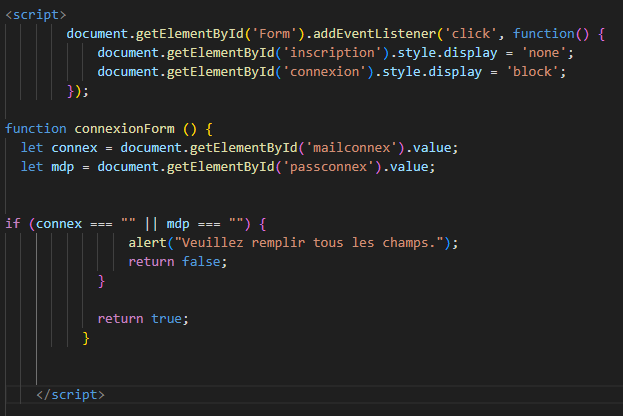 <script>
document.getElementById('Form').addEventListener('click', function() {
document.getElementById('inscription').style.display = 'none';
document.getElementById('connexion').style.display = 'block';
});
function connexionForm () {
let connex = document.getElementById('mailconnex').value;
let mdp = document.getElementById('passconnex').value;
if (connex === "" || mdp === "") {
alert("Veuillez remplir tous les champs.");
return false;
}
return true;
}
</script>